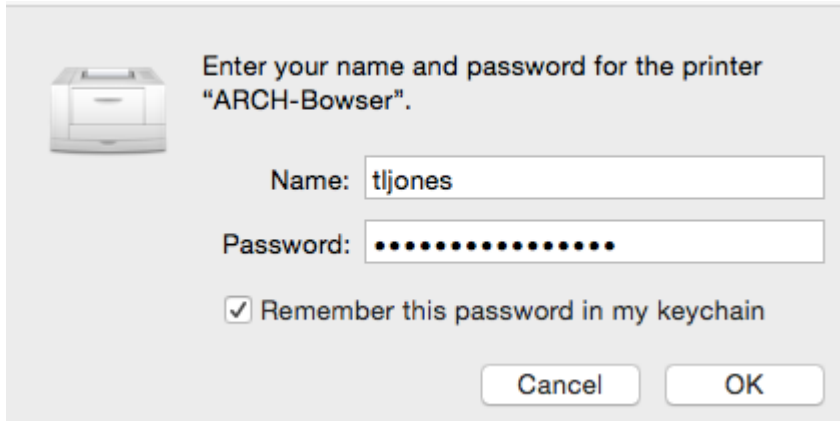 Enter your name and password for the printer
“ARCH-Bowser”.
Name: tljones
Password: ••••••••••••••••
Remember this password in my keychain
Cancel OK